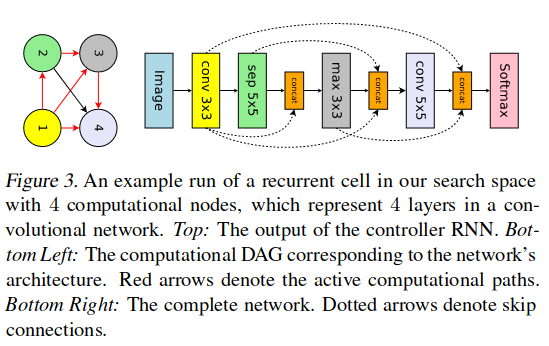 2
3
1
4
Image
conv 3x3
sep 5x5
concat
max 3x3
concat
conv 5x5
concat
Softmax
Figure 3. An example run of a recurrent cell in our search space
with 4 computational nodes, which represent 4 layers in a con-
volutional network. Top: The output of the controller RNN. Bot-
tom Left: The computational DAG corresponding to the network's
architecture. Red arrows denote the active computational paths.
Bottom Right: The complete network. Dotted arrows denote skip
connections.